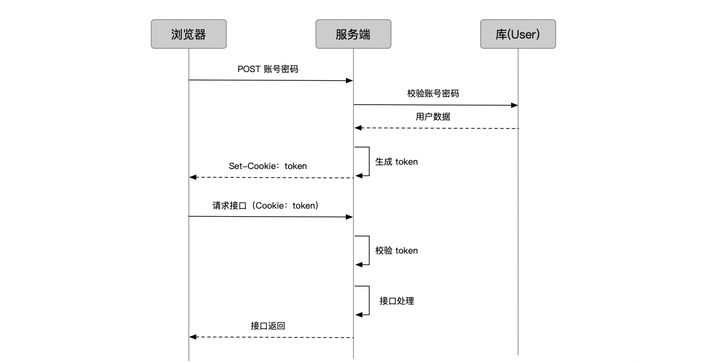 浏览器
服务端
库(User)
POST 账号密码
校验账号密码
用户数据
生成 token
Set-Cookie：token
请求接口（Cookie：token）
校验 token
接口处理
接口返回